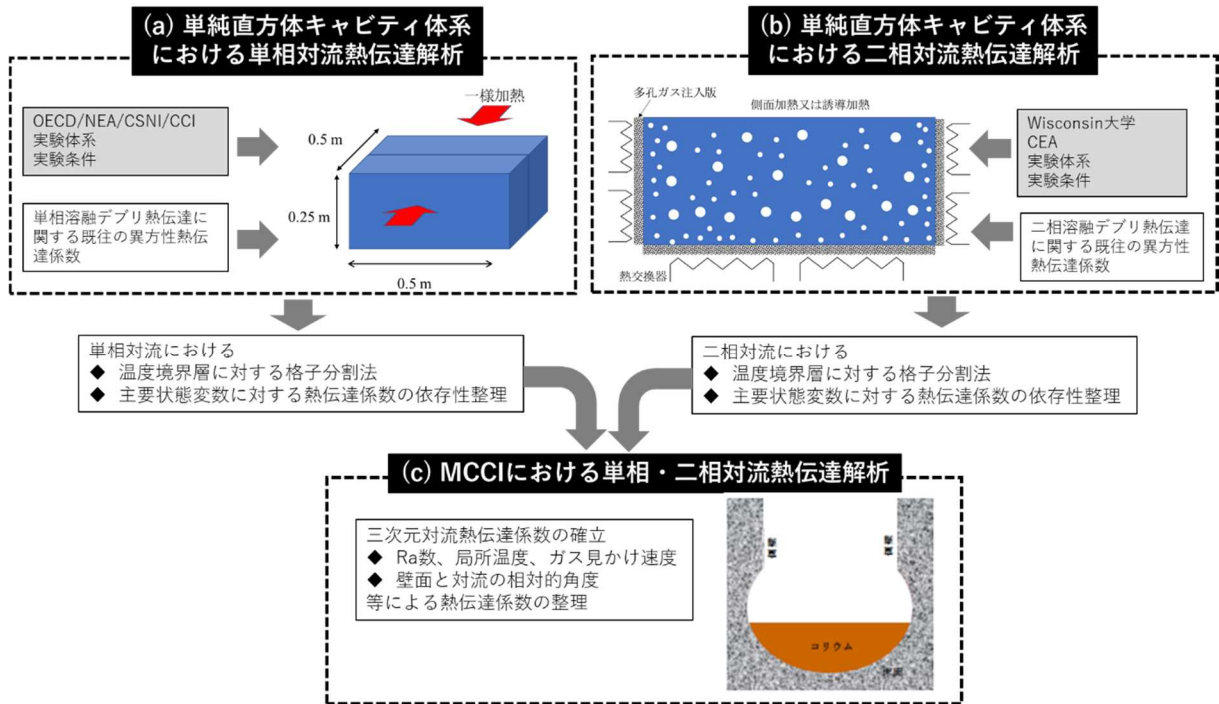 (a) 単純直方体キャビティ体系
における単相対流熱伝達解析
OECD/NEA/CSNI/CCI
実験体系
実験条件
単相溶融デブリ熱伝達に
関する既往の異方性熱伝
達係数
一様加熱
0.5 m
0.25 m
0.5 m
(b) 単純直方体キャビティ体系
における二相対流熱伝達解析
多孔ガス注入版
側面加熱又は誘導加熱
熱交換器
Wisconsin大学
CEA
実験体系
実験条件
二相溶融デブリ熱伝達
に関する既往の異方性
熱伝達係数
単相対流における
◆ 温度境界層に対する格子分割法
◆ 主要状態変数に対する熱伝達係数の依存性整理
二相対流における
◆ 温度境界層に対する格子分割法
◆ 主要状態変数に対する熱伝達係数の依存性整理
(c) MCCIにおける単相・二相対流熱伝達解析
三次元対流熱伝達係数の確立
◆ Ra数、局所温度、ガス見かけ速度
◆ 壁面と対流の相対的角度
等による熱伝達係数の整理
側壁
側壁
コリウム